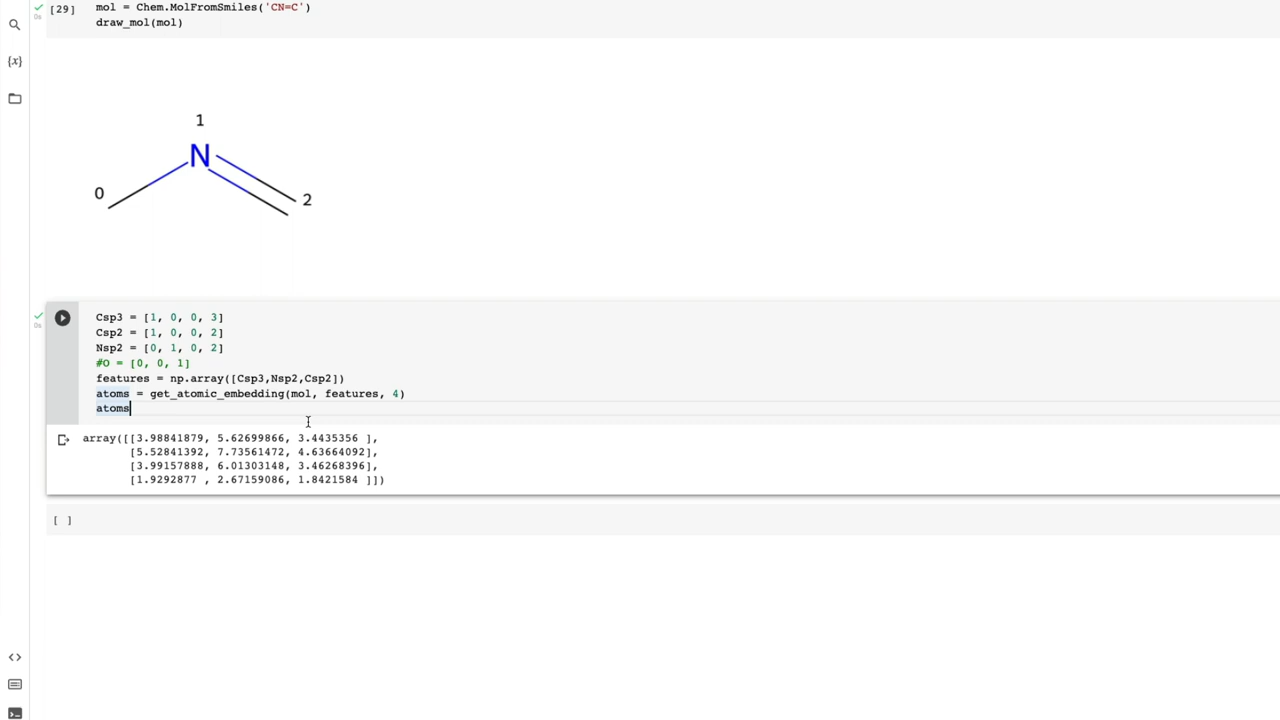 [29]
0s
mol = Chem.MolFromSmiles('CN=C')
draw_mol(mol)
{x}
1
N
0
2
0s
Csp3 = [1, 0, 0, 3]
Csp2 = [1, 0, 0, 2]
Nsp2 = [0, 1, 0, 2]
#O = [0, 0, 1]
features = np.array([Csp3,Nsp2,Csp2])
atoms = get_atomic_embedding(mol, features, 4)
atoms
array([[3.98841879, 5.62699866, 3.4435356 ],
[5.52841392, 7.73561472, 4.63664092],
[3.99157888, 6.01303148, 3.46268396],
[1.9292877 , 2.67159086, 1.8421584 ]])
[ ]
<>